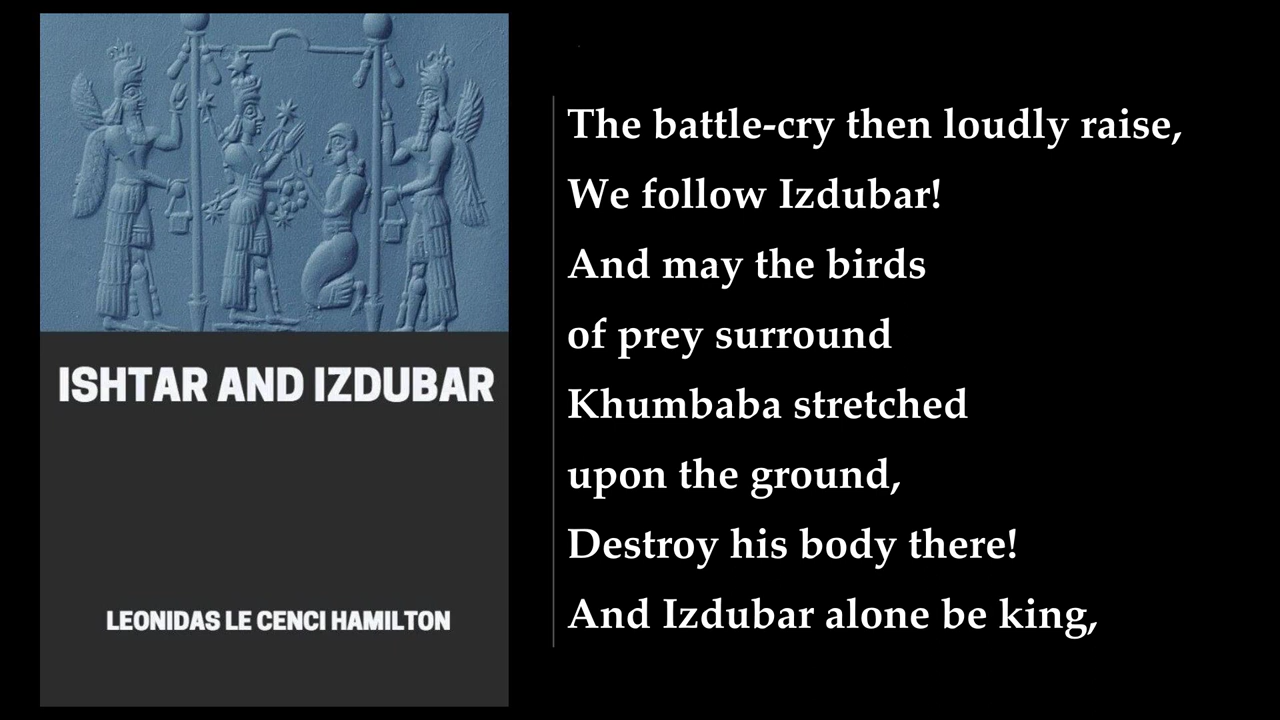 ISHTAR AND IZDUBAR
LEONIDAS LE CENCI HAMILTON
The battle-cry then loudly raise,
We follow Izdubar!
And may the birds
of prey surround
Khumbaba stretched
upon the ground,
Destroy his body there!
And Izdubar alone be king,